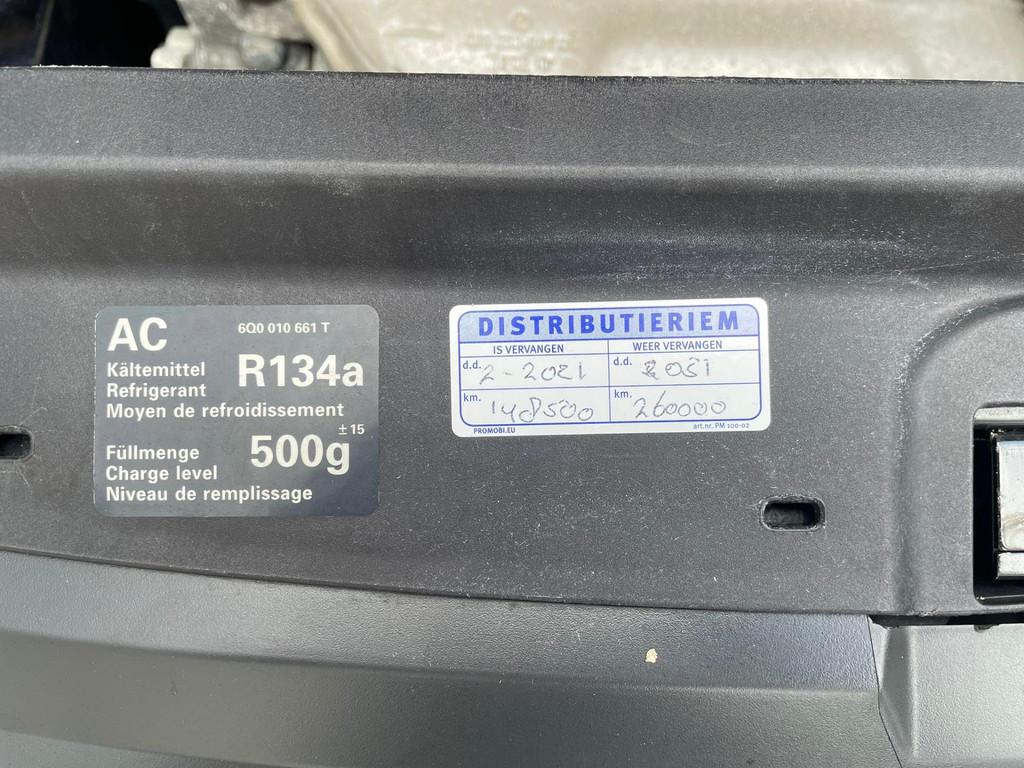 AC 6Q0 010 661 T
Kältemittel
Refrigerant R134a
Moyen de refroidissement
Füllmenge
Charge level 500g ±15
Niveau de remplissage
DISTRIBUTIERIEM
IS VERVANGEN WEER VERVANGEN
d.d. 2-2021 d.d. 2031
km. 148500 km. 260000
PROMOBI.EU art.nr. PM 100-02